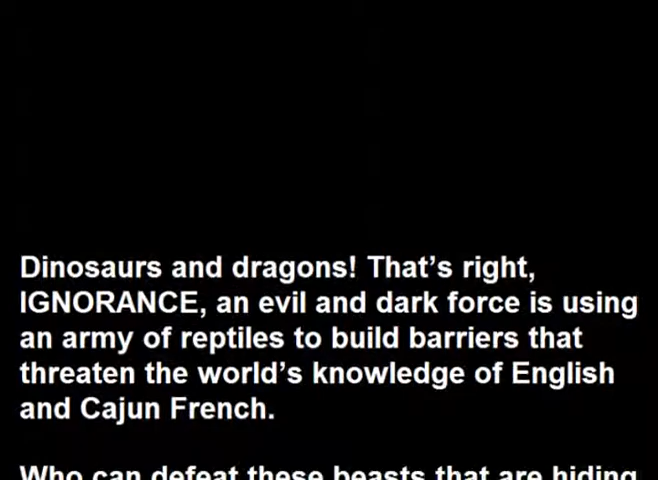 Dinosaurs and dragons! That’s right,
IGNORANCE, an evil and dark force is using
an army of reptiles to build barriers that
threaten the world’s knowledge of English
and Cajun French.
Who can defeat these beasts that are hiding